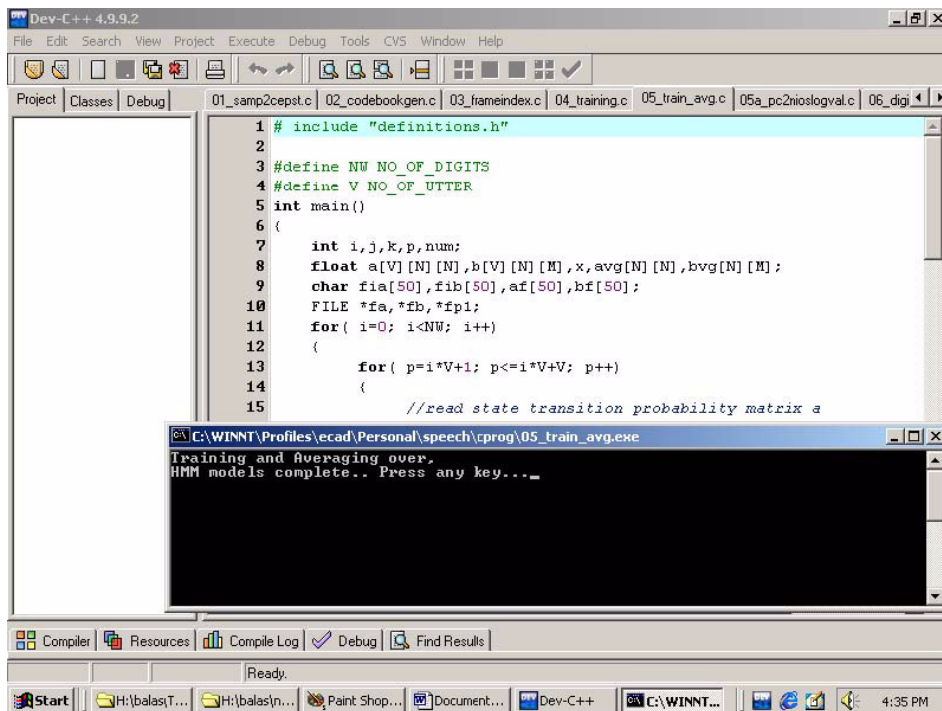 Dev-C++ 4.9.9.2
File Edit Search View Project Execute Debug Tools CVS Window Help
Project Classes Debug 01_samp2cepst.c 02_codebookgen.c 03_frameindex.c 04_training.c 05_train_avg.c 05a_pc2nioslogval.c 06_digi
1 # include "definitions.h"
2
3 #define NW NO_OF_DIGITS
4 #define V NO_OF_UTTER
5 int main()
6 {
7 int i,j,k,p,num;
8 float a[V][N][N],b[V][N][M],x,avg[N][N],bvg[N][M];
9 char fia[50],fib[50],af[50],bf[50];
10 FILE *fa,*fb,*fp1;
11 for( i=0; i<NW; i++)
12 {
13 for( p=i*V+1; p<=i*V+V; p++)
14 {
15 //read state transition probability matrix a
C:\WINNT\Profiles\ecad\Personal\speech\cprog\05_train_avg.exe
Training and Averaging over,
HMM models complete.. Press any key..._
Compiler Resources Compile Log Debug Find Results
Ready.
Start H:\balas\T... H:\balas\n... Paint Shop... Document... Dev-C++ C:\WINNT... 4:35 PM